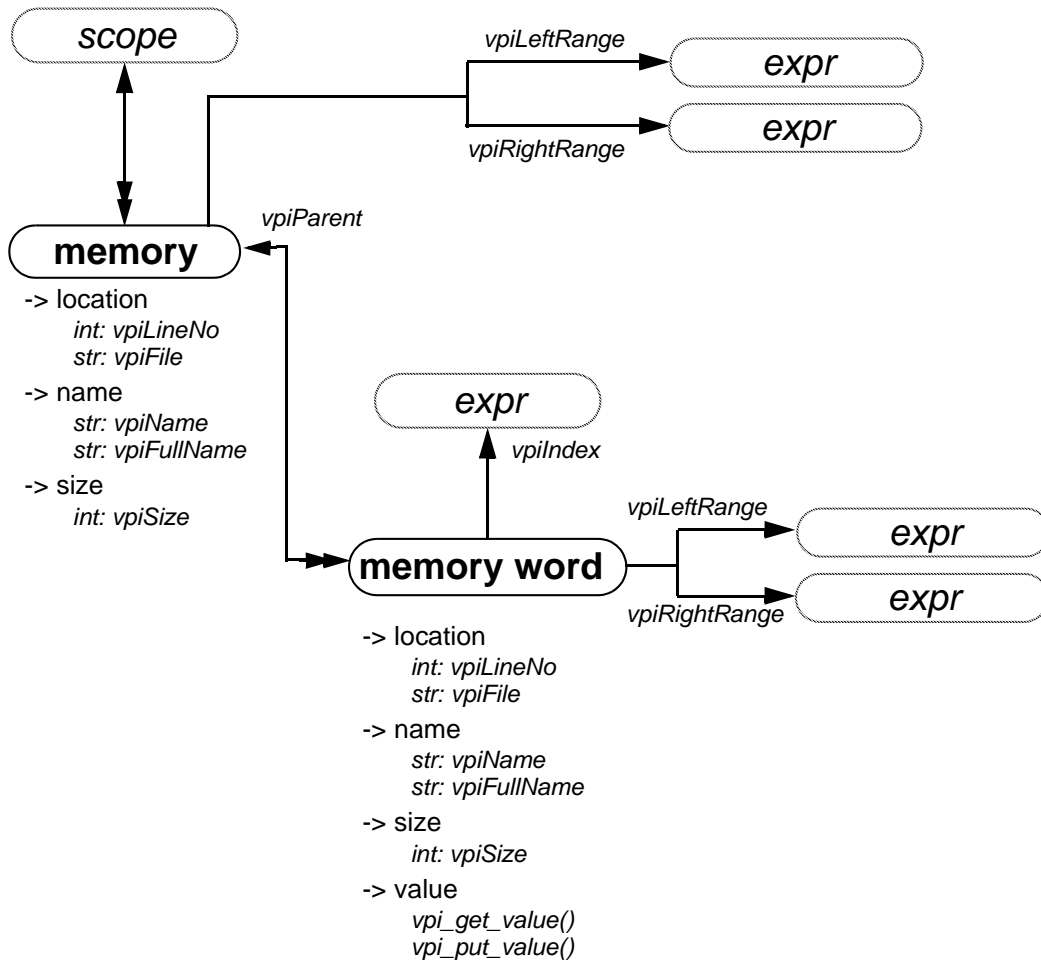 scope
vpiLeftRange
expr
expr
vpiRightRange
vpiParent
memory
-> location
int: vpiLineNo
str: vpiFile
-> name
str: vpiName
str: vpiFullName
-> size
int: vpiSize
expr
vpiIndex
vpiLeftRange
expr
memory word
expr
vpiRightRange
-> location
int: vpiLineNo
str: vpiFile
-> name
str: vpiName
str: vpiFullName
-> size
int: vpiSize
-> value
vpi_get_value()
vpi_put_value()